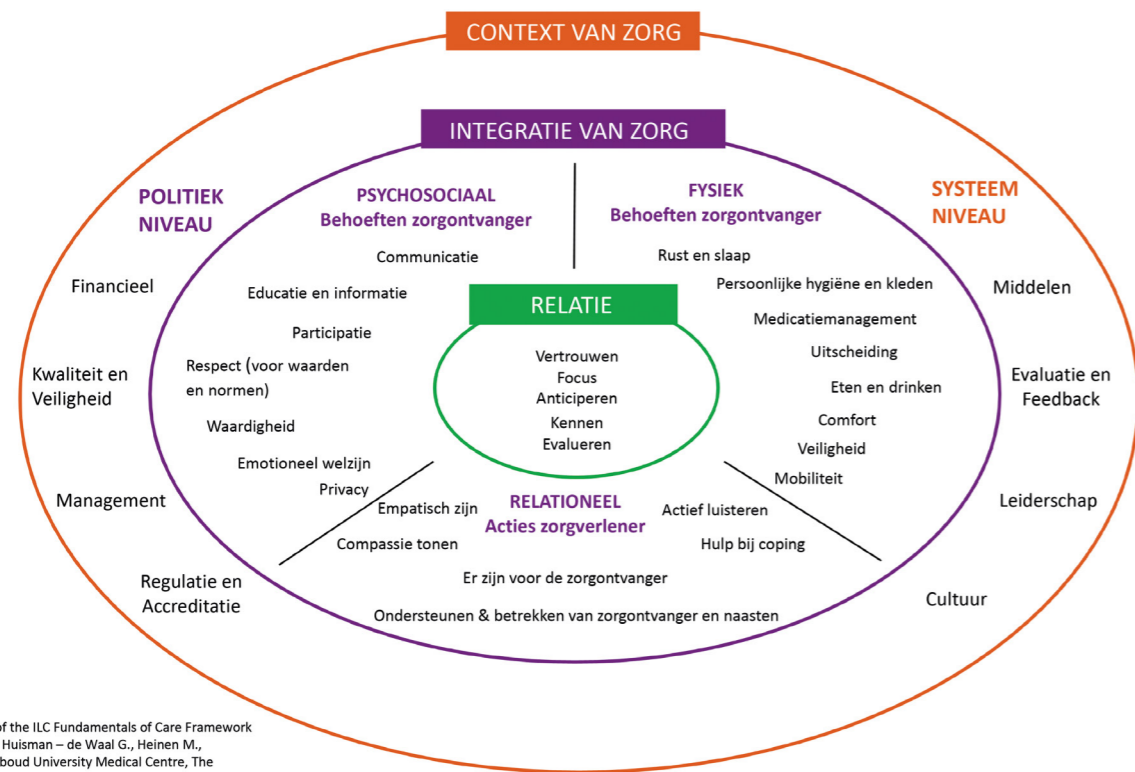 CONTEXT VAN ZORG
INTEGRATIE VAN ZORG
POLITIEK
NIVEAU
Financieel
Kwaliteit en
Veiligheid
Management
Regulatie en
Accreditatie
PSYCHOSOCIAAL
Behoeften zorgontvanger
Communicatie
Educatie en informatie
Participatie
Respect (voor waarden
en normen)
Waardigheid
Emotioneel welzijn
Privacy
RELATIE
Vertrouwen
Focus
Anticiperen
Kennen
Evalueren
FYSIEK
Behoeften zorgontvanger
Rust en slaap
Persoonlijke hygiëne en kleden
Medicatiemanagement
Uitscheiding
Eten en drinken
Comfort
Veiligheid
Mobiliteit
RELATIONEEL
Acties zorgverlener
Empatisch zijn
Actief luisteren
Compassie tonen
Hulp bij coping
Er zijn voor de zorgontvanger
Ondersteunen & betrekken van zorgontvanger en naasten
SYSTEEM
NIVEAU
Middelen
Evaluatie en
Feedback
Leiderschap
Cultuur
of the ILC Fundamentals of Care Framework
Huisman – de Waal G., Heinen M.,
boud University Medical Centre, The